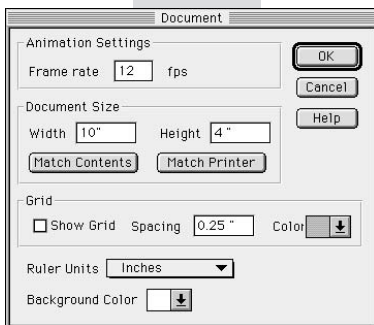 Document
Animation Settings
Frame rate 12 fps
OK
Cancel
Help
Document Size
Width 10" Height 4 "
Match Contents Match Printer
Grid
Show Grid Spacing 0.25 " Color
Ruler Units Inches
Background Color